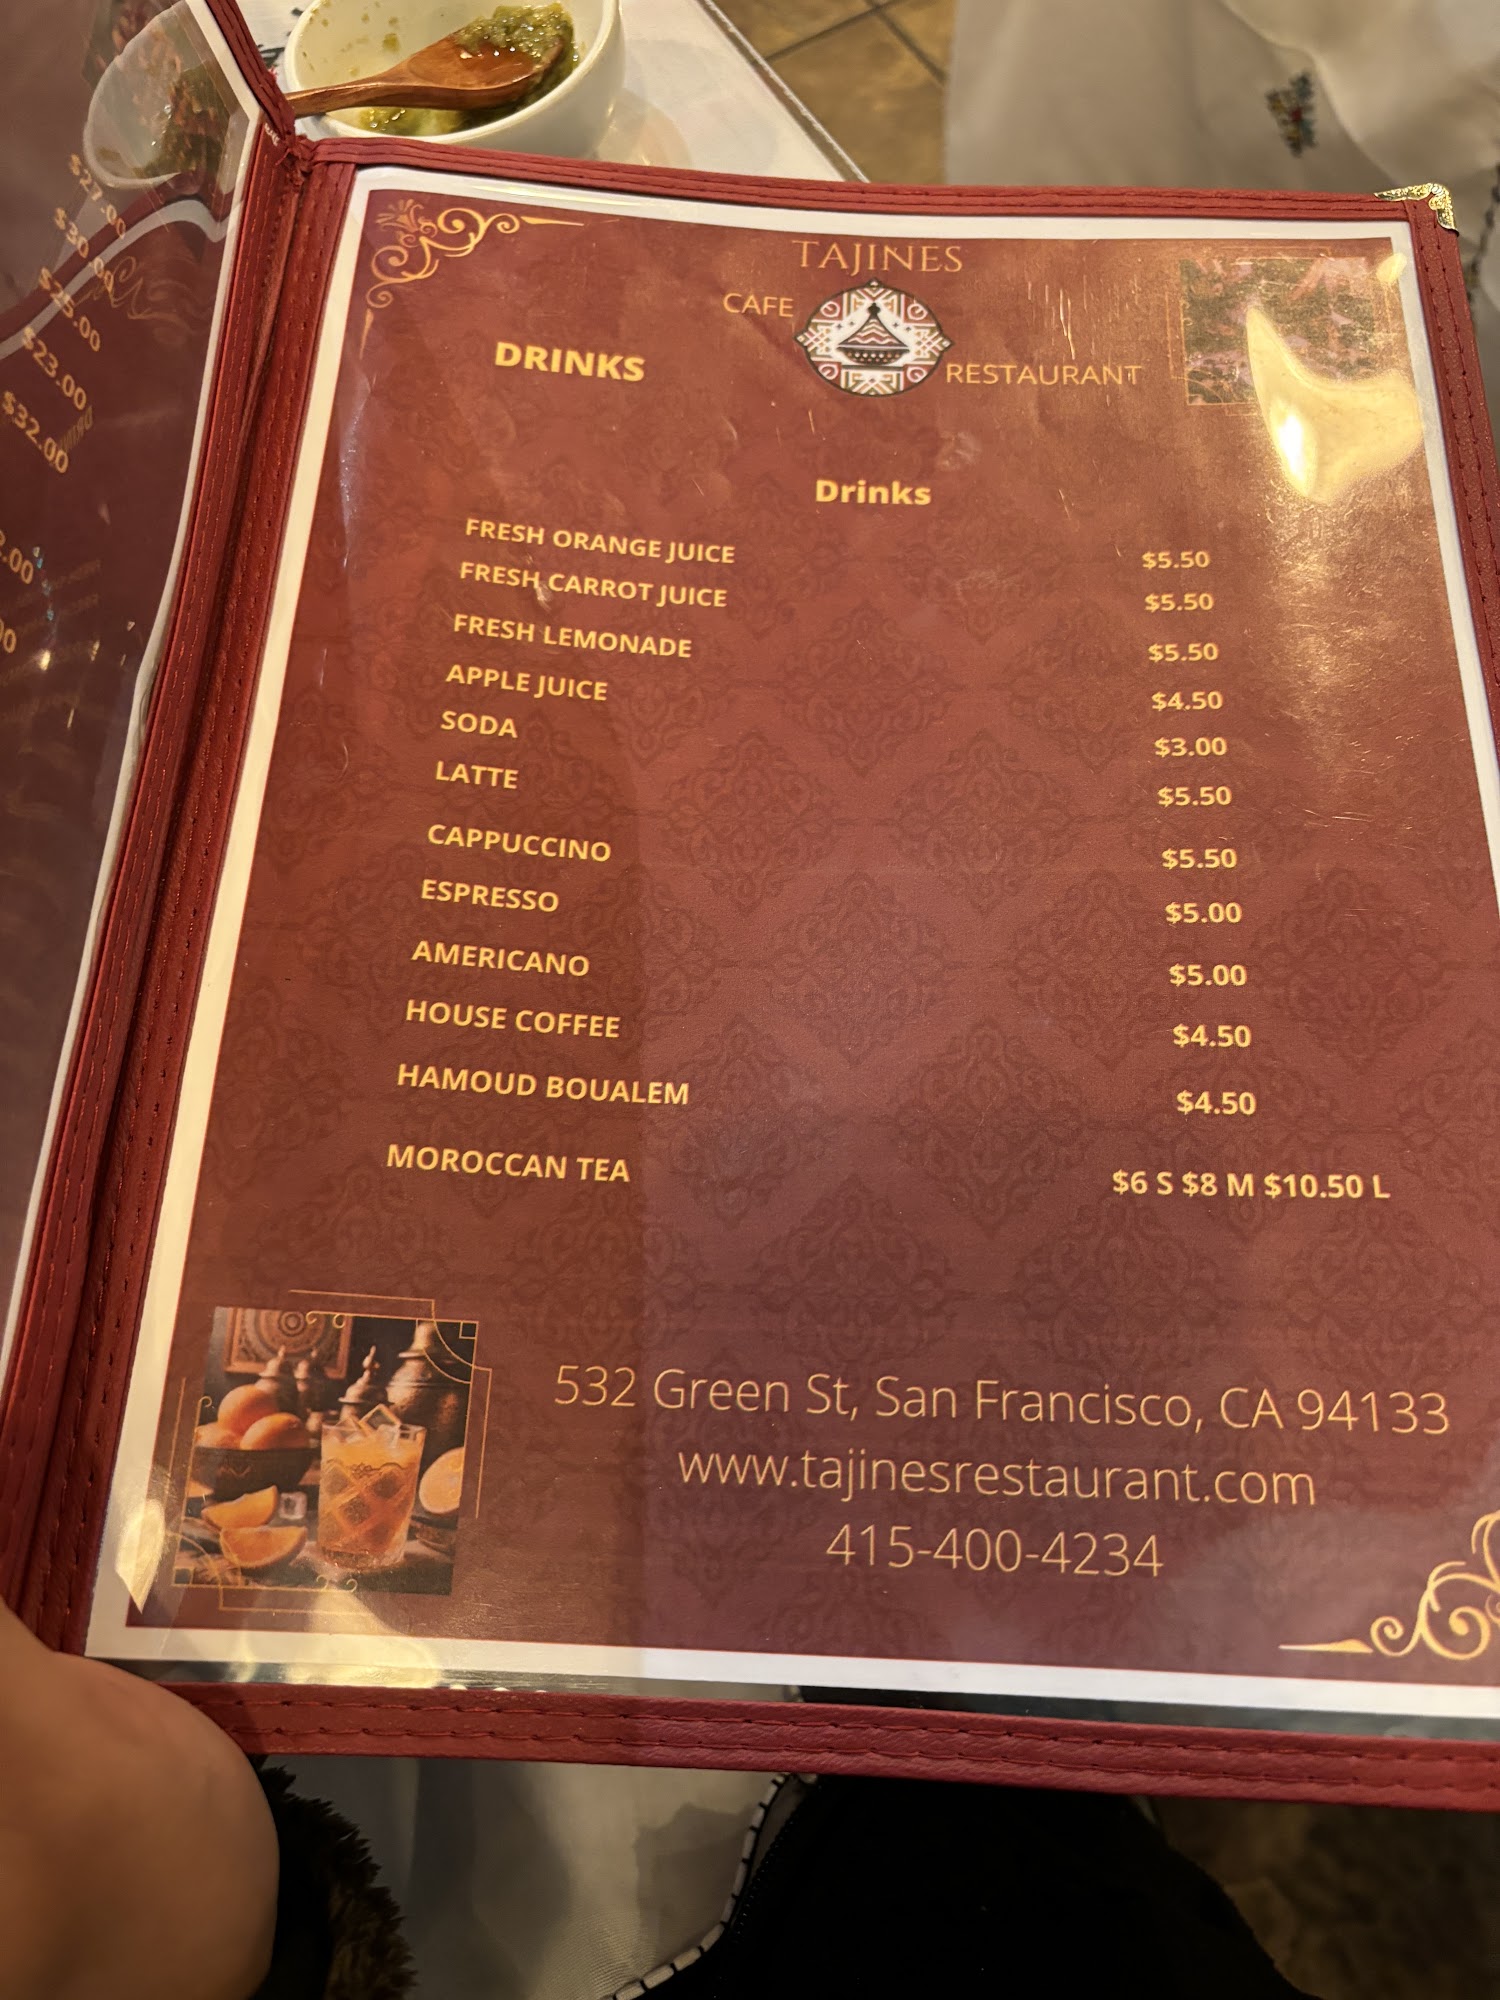 $27.00
$30.00
$25.00
$23.00
$32.00
.00
00
TAJINES
CAFE
RESTAURANT
DRINKS
Drinks
FRESH ORANGE JUICE $5.50
FRESH CARROT JUICE $5.50
FRESH LEMONADE $5.50
APPLE JUICE $4.50
SODA $3.00
LATTE $5.50
CAPPUCCINO $5.50
ESPRESSO $5.00
AMERICANO $5.00
HOUSE COFFEE $4.50
HAMOUD BOUALEM $4.50
MOROCCAN TEA $6 S $8 M $10.50 L
532 Green St, San Francisco, CA 94133
www.tajinesrestaurant.com
415-400-4234